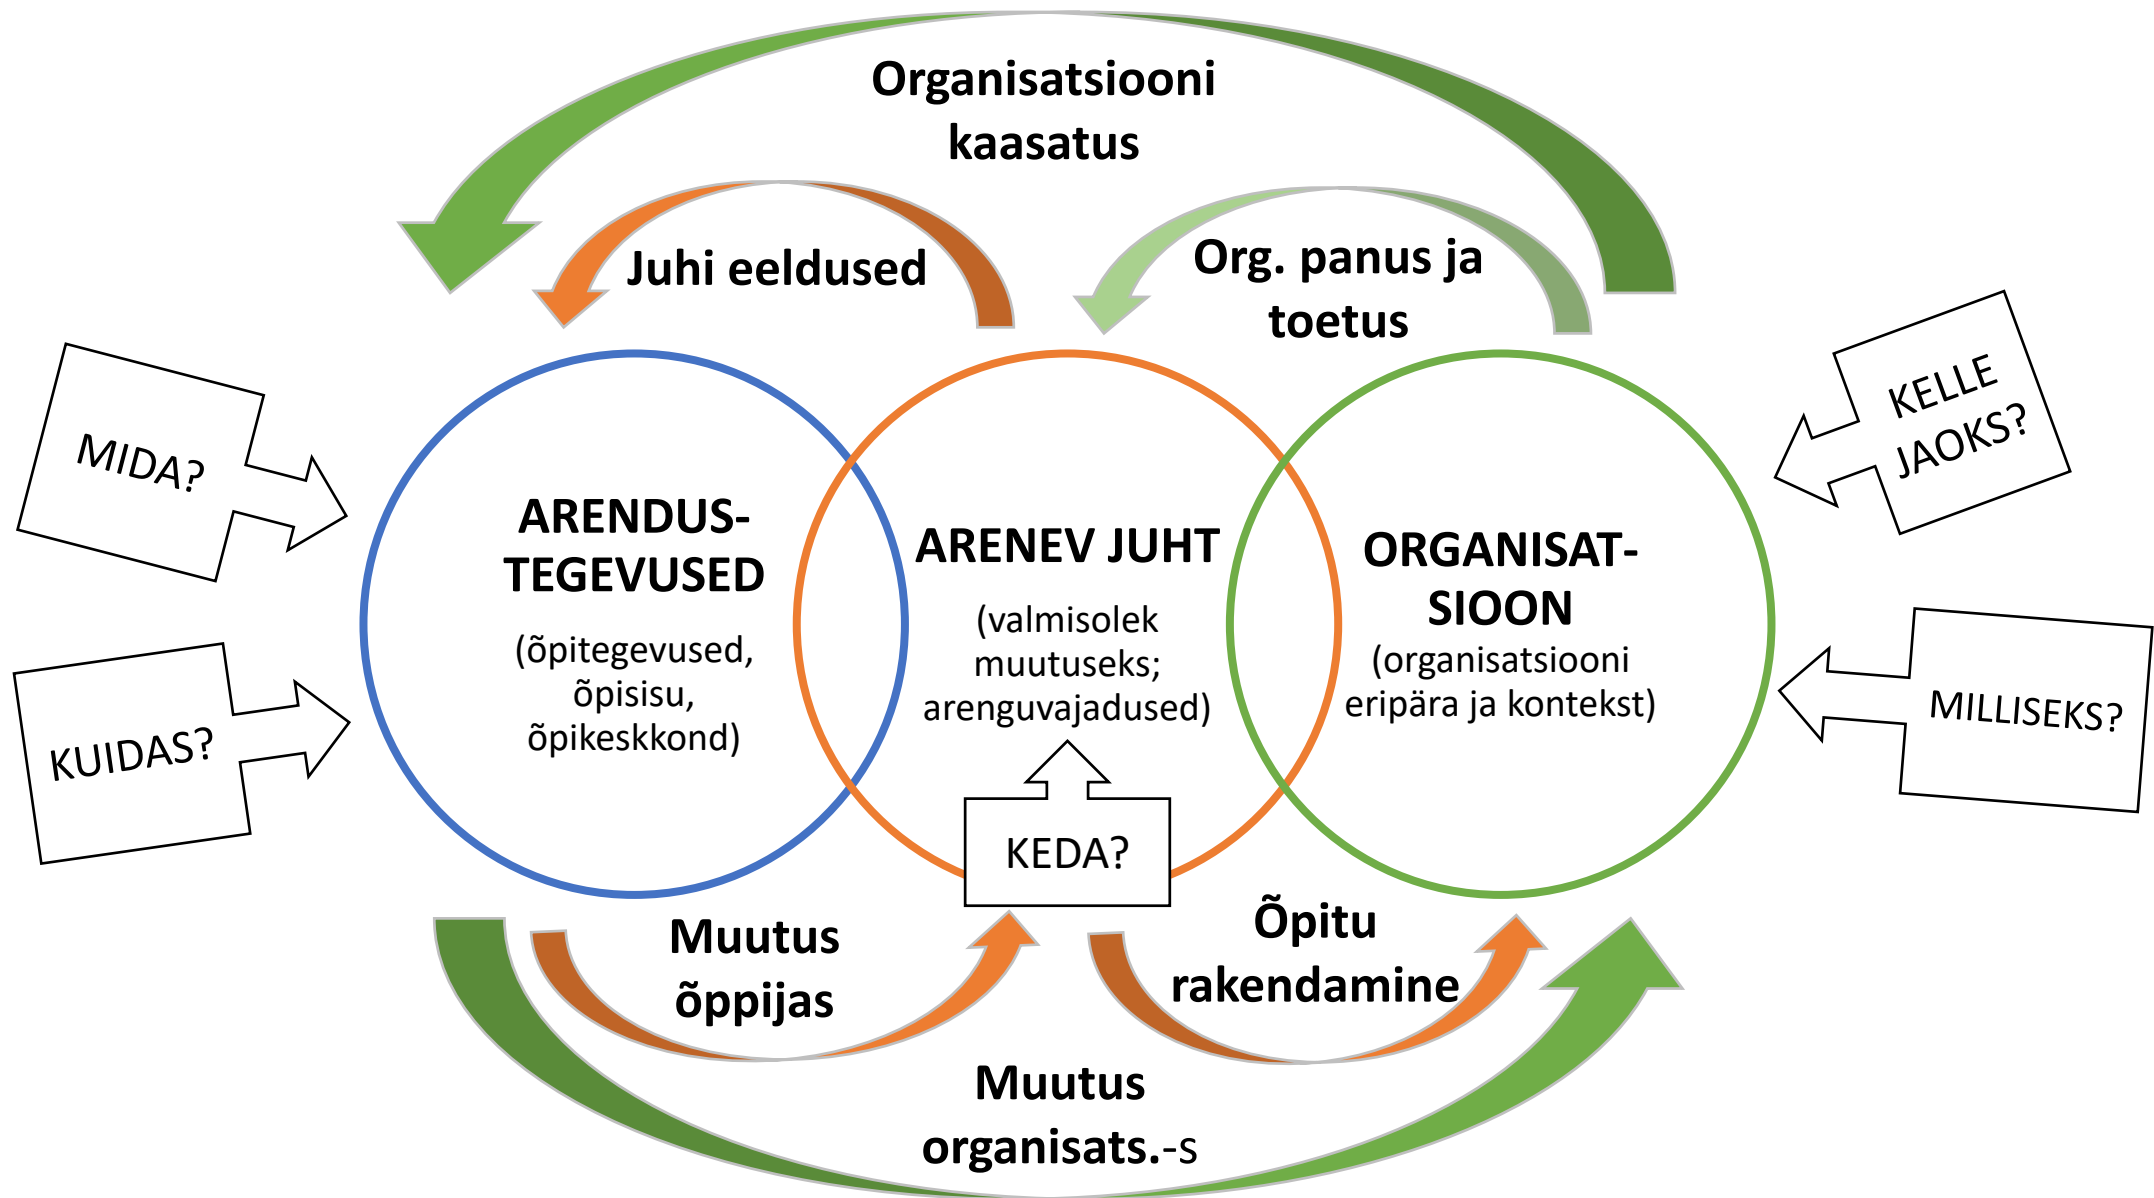 Organisatsiooni
kaasatus
Juhi eeldused
Org. panus ja
toetus
MIDA?
KUIDAS?
ARENDUS-
TEGEVUSED
(õpitegevused,
õpisisu,
õpikeskkond)
ARENEV JUHT
(valmisolek
muutuseks;
arenguvajadused)
KEDA?
ORGANISAT-
SIOON
(organisatsiooni
eripära ja kontekst)
KELLE
JAOKS?
MILLISEKS?
Muutus
õppijas
Õpitu
rakendamine
Muutus
organisats.-s